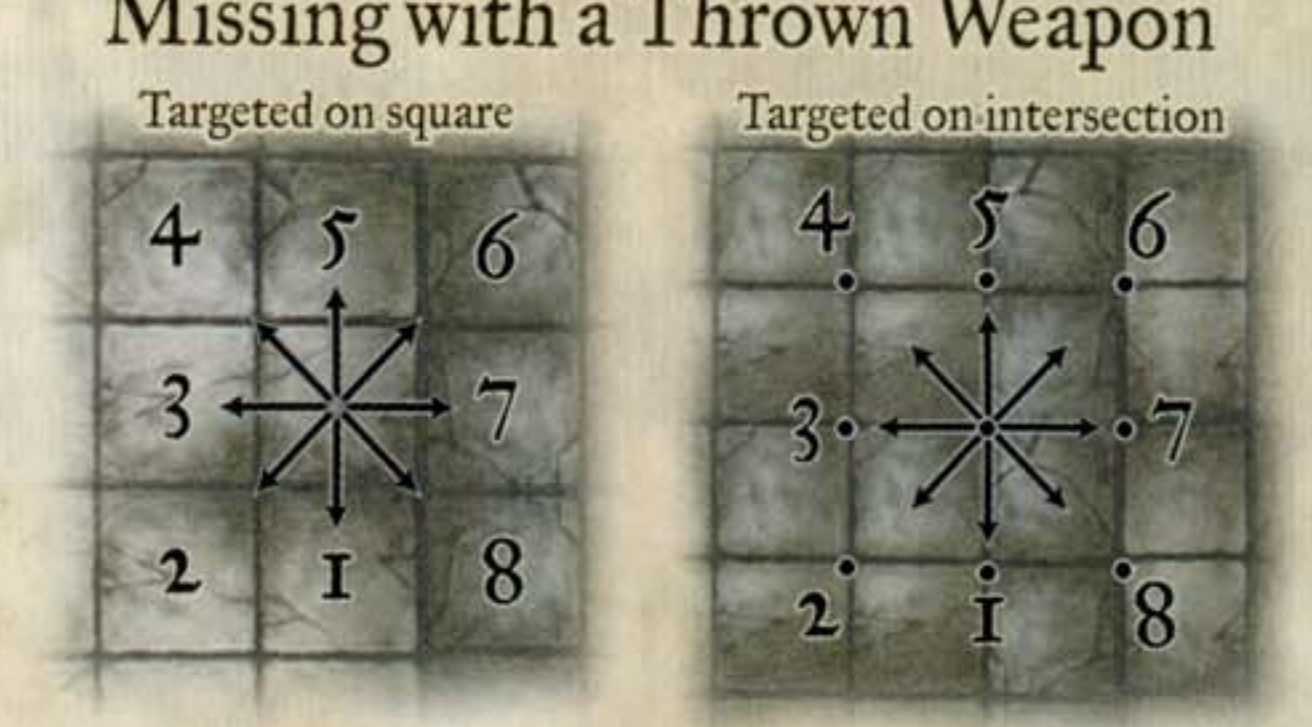 Missing with a Thrown Weapon
Targeted on square
4 5 6
3 7
2 1 8
Targeted on intersection
4 5 6
3 7
2 1 8